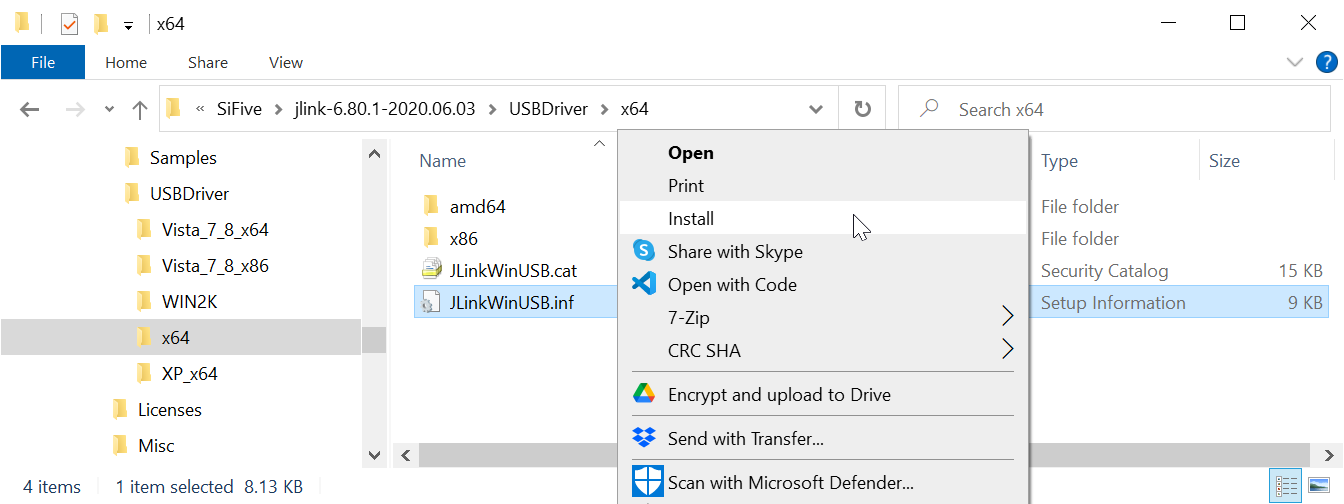 x64
File Home Share View
« SiFive jlink-6.80.1-2020.06.03 USBDriver x64 Search x64
Samples
USBDriver
Vista_7_8_x64
Vista_7_8_x86
WIN2K
x64
XP_x64
Licenses
Misc
Name Type Size
amd64 File folder
x86 File folder
JLinkWinUSB.cat Security Catalog 15 KB
JLinkWinUSB.inf Setup Information 9 KB
Open
Print
Install
Share with Skype
Open with Code
7-Zip
CRC SHA
Encrypt and upload to Drive
Send with Transfer...
Scan with Microsoft Defender...
4 items 1 item selected 8.13 KB